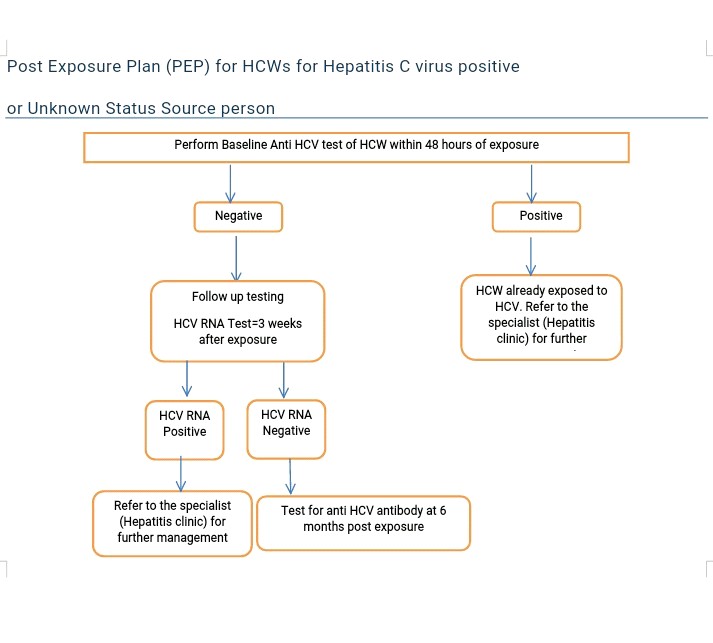 Post Exposure Plan (PEP) for HCWs for Hepatitis C virus positive
or Unknown Status Source person
Perform Baseline Anti HCV test of HCW within 48 hours of exposure
Negative
Positive
Follow up testing
HCV RNA Test=3 weeks
after exposure
HCW already exposed to
HCV. Refer to the
specialist (Hepatitis
clinic) for further
HCV RNA
Positive
HCV RNA
Negative
Refer to the specialist
(Hepatitis clinic) for
further management
Test for anti HCV antibody at 6
months post exposure